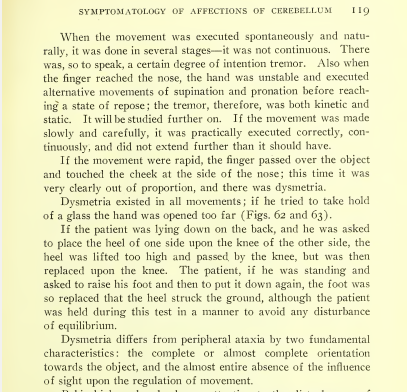 SYMPTOMATOLOGY OF AFFECTIONS OF CEREBELLUM 119
When the movement was executed spontaneously and natu-
rally, it was done in several stages—it was not continuous. There
was, so to speak, a certain degree of intention tremor. Also when
the finger reached the nose, the hand was unstable and executed
alternative movements of supination and pronation before reach-
ing a state of repose; the tremor, therefore, was both kinetic and
static. It will be studied further on. If the movement was made
slowly and carefully, it was practically executed correctly, con-
tinuously, and did not extend further than it should have.
If the movement were rapid, the finger passed over the object
and touched the cheek at the side of the nose; this time it was
very clearly out of proportion, and there was dysmetria.
Dysmetria existed in all movements; if he tried to take hold
of a glass the hand was opened too far (Figs. 62 and 63).
If the patient was lying down on the back, and he was asked
to place the heel of one side upon the knee of the other side, the
heel was lifted too high and passed by the knee, but was then
replaced upon the knee. The patient, if he was standing and
asked to raise his foot and then to put it down again, the foot was
so replaced that the heel struck the ground, although the patient
was held during this test in a manner to avoid any disturbance
of equilibrium.
Dysmetria differs from peripheral ataxia by two fundamental
characteristics: the complete or almost complete orientation
towards the object, and the almost entire absence of the influence
of sight upon the regulation of movement.